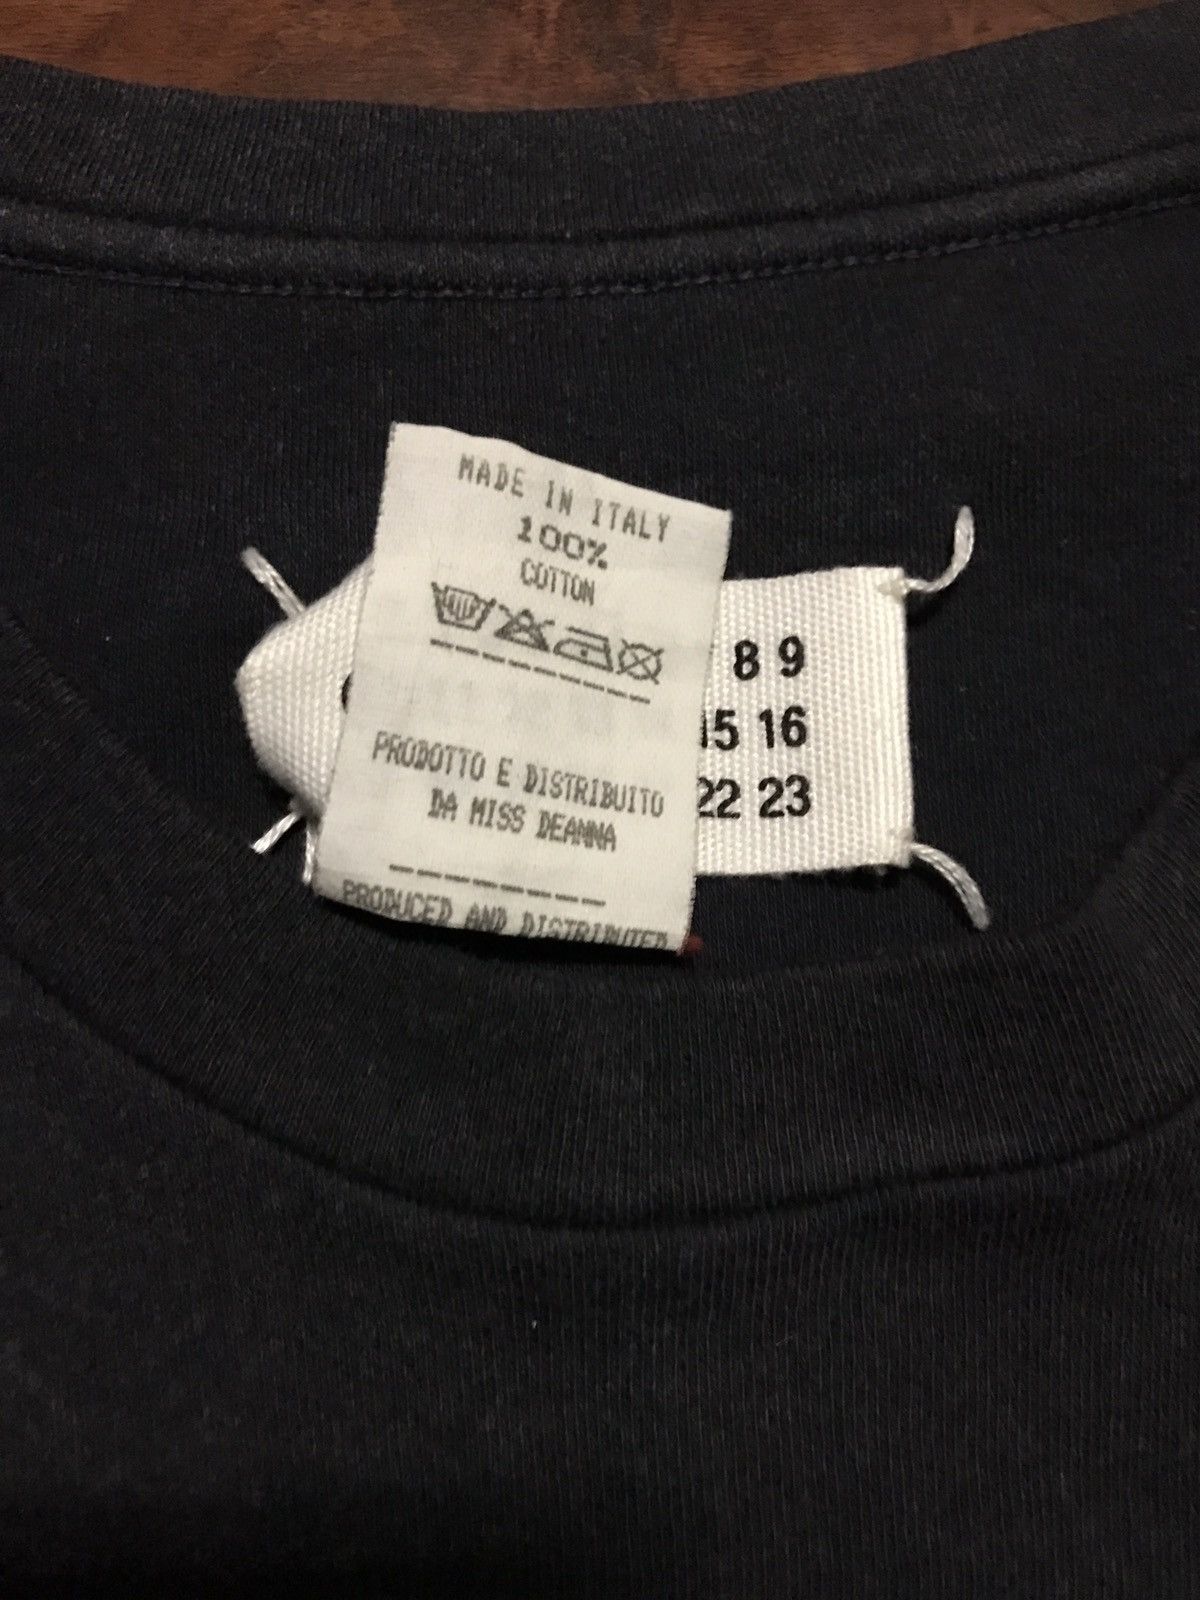 MADE IN ITALY
100%
COTTON
PRODOTTO E DISTRIBUITO
DA MISS DEANNA
PRODUCED AND DISTRIBUTED
8 9
15 16
22 23